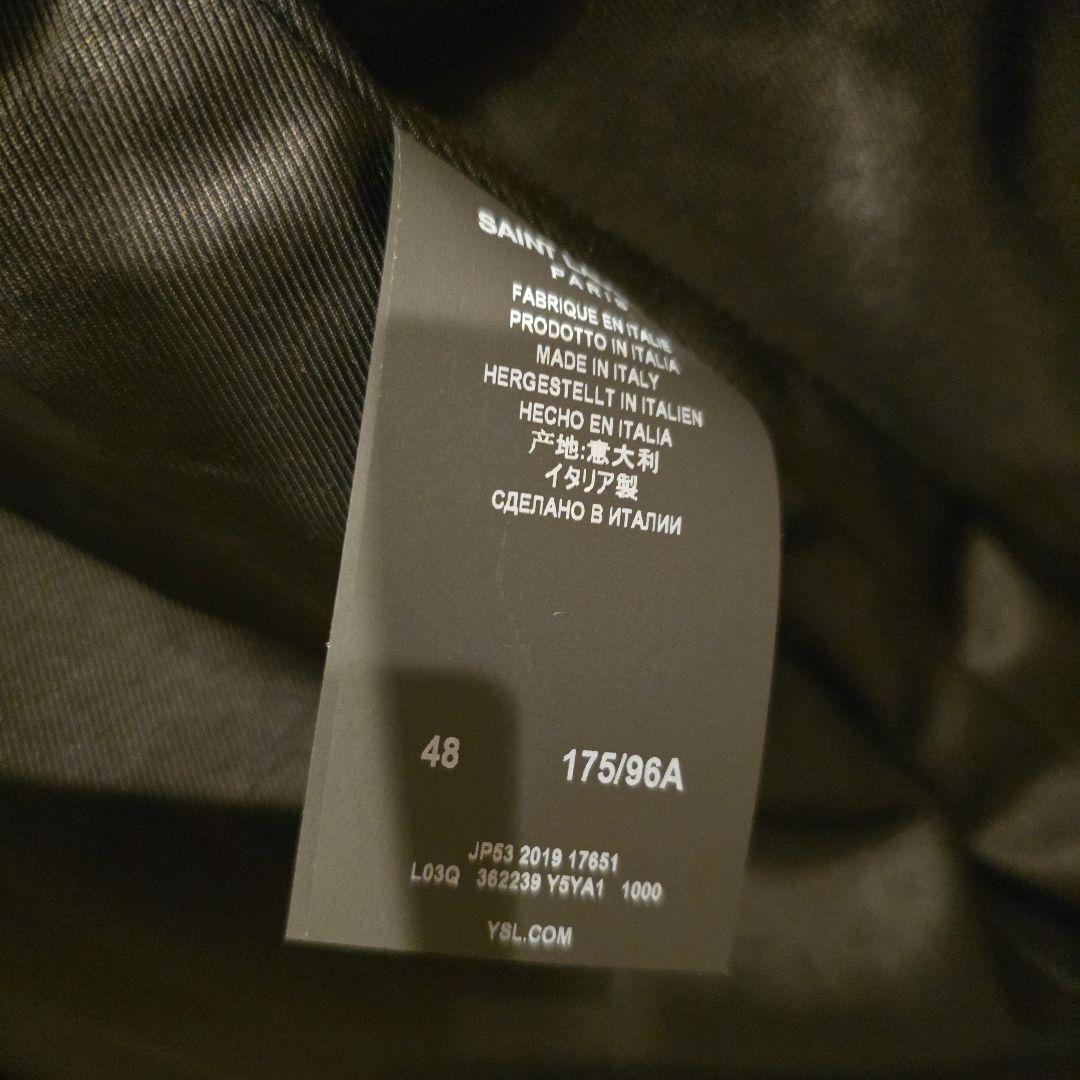 SAINT
PARIS
FABRIQUE EN ITALIE
PRODOTTO IN ITALIA
MADE IN ITALY
HERGESTELLT IN ITALIEN
HECHO EN ITALIA
产地:意大利
イタリア製
СДЕЛАНО В ИТАЛИИ
48 175/96A
JP53 2019 17651
L03Q 362239 Y5YA1 1000
YSL.COM